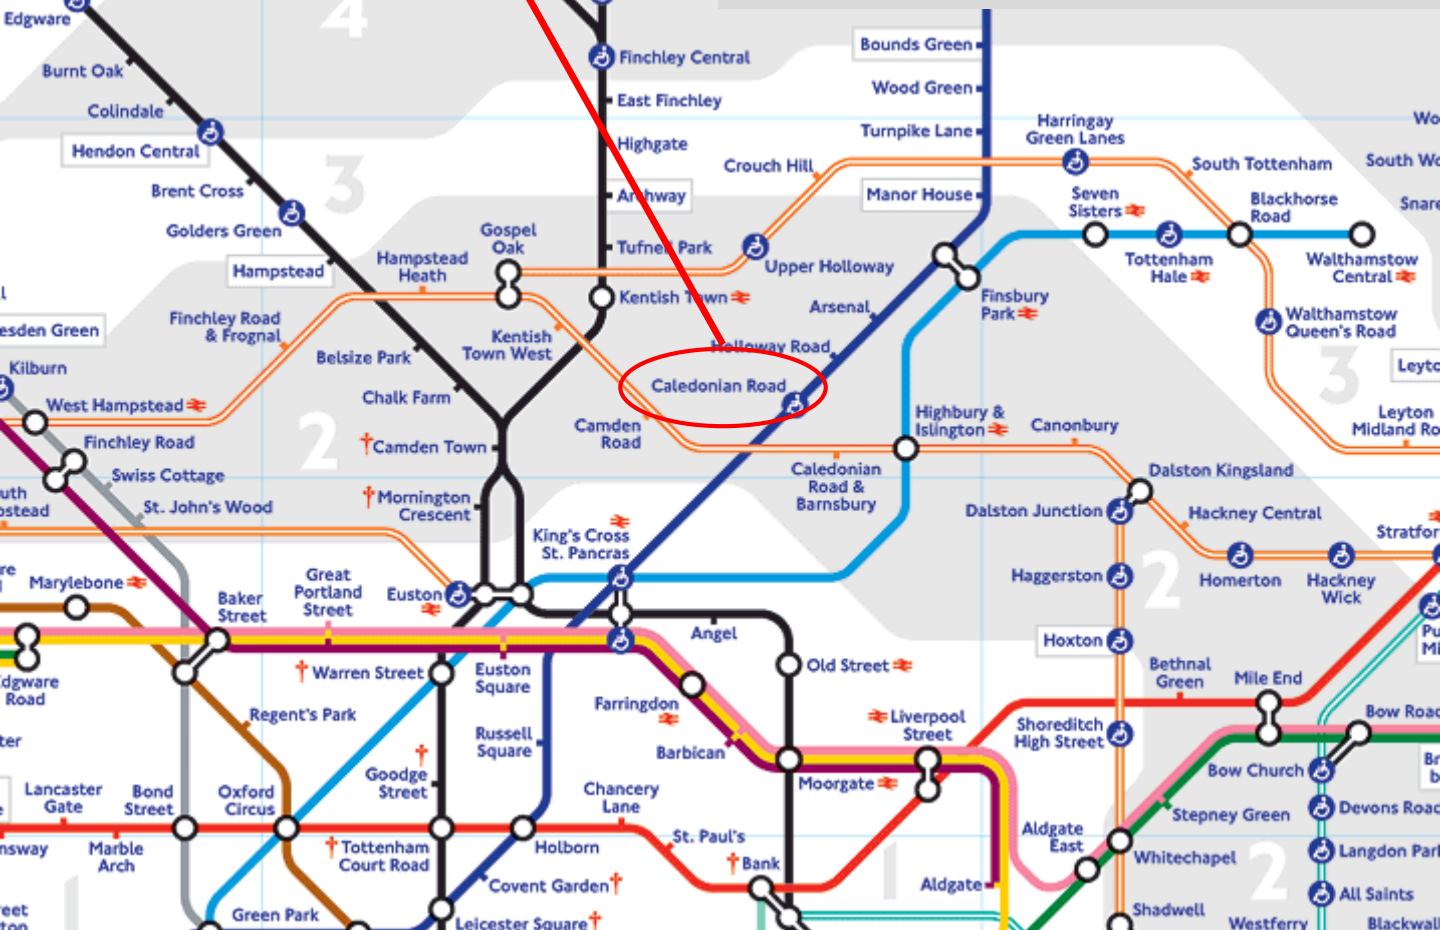 Edgware
4
Finchley Central
Bounds Green
Burnt Oak
East Finchley
Wood Green
Colindale
Harringay
Green Lanes
Hendon Central
Highgate
Turnpike Lane
Crouch Hill
South Tottenham
3
Brent Cross
Archway
Manor House
Seven
Sisters
Blackhorse
Road
Golders Green
Gospel
Oak
Tufnell Park
Hampstead
Hampstead
Heath
Upper Holloway
Tottenham
Hale
Walthamstow
Central
Kentish Town
Arsenal
Finsbury
Park
Walthamstow
Queen's Road
Finchley Road
& Frognal
Kentish
Town West
Holloway Road
Belsize Park
Kilburn
Caledonian Road
3
Chalk Farm
West Hampstead
Camden
Road
Highbury &
Islington
Canonbury
Leyton
Midland Ro
Finchley Road
2
†Camden Town
Swiss Cottage
Caledonian
Road &
Barnsbury
Dalston Kingsland
St. John's Wood
†Mornington
Crescent
Dalston Junction
Hackney Central
King's Cross
St. Pancras
Stratfor
Marylebone
Great
Portland
Street
Euston
Haggerston
2
Homerton
Hackney
Wick
Baker
Street
Angel
Hoxton
Edgware
Road
†Warren Street
Euston
Square
Old Street
Bethnal
Green
Mile End
Regent's Park
Farringdon
Liverpool
Street
Shoreditch
High Street
Bow Road
Russell
Square
Barbican
†
Goodge
Street
Moorgate
Bow Church
Lancaster
Gate
Bond
Street
Oxford
Circus
Chancery
Lane
Stepney Green
Devons Road
Marble
Arch
†Tottenham
Court Road
Holborn
St. Paul's
Aldgate
East
Whitechapel
Langdon Park
†Bank
1
1
2
Covent Garden†
Aldgate
All Saints
Green Park
Leicester Square†
Shadwell
Westferry
Blackwall